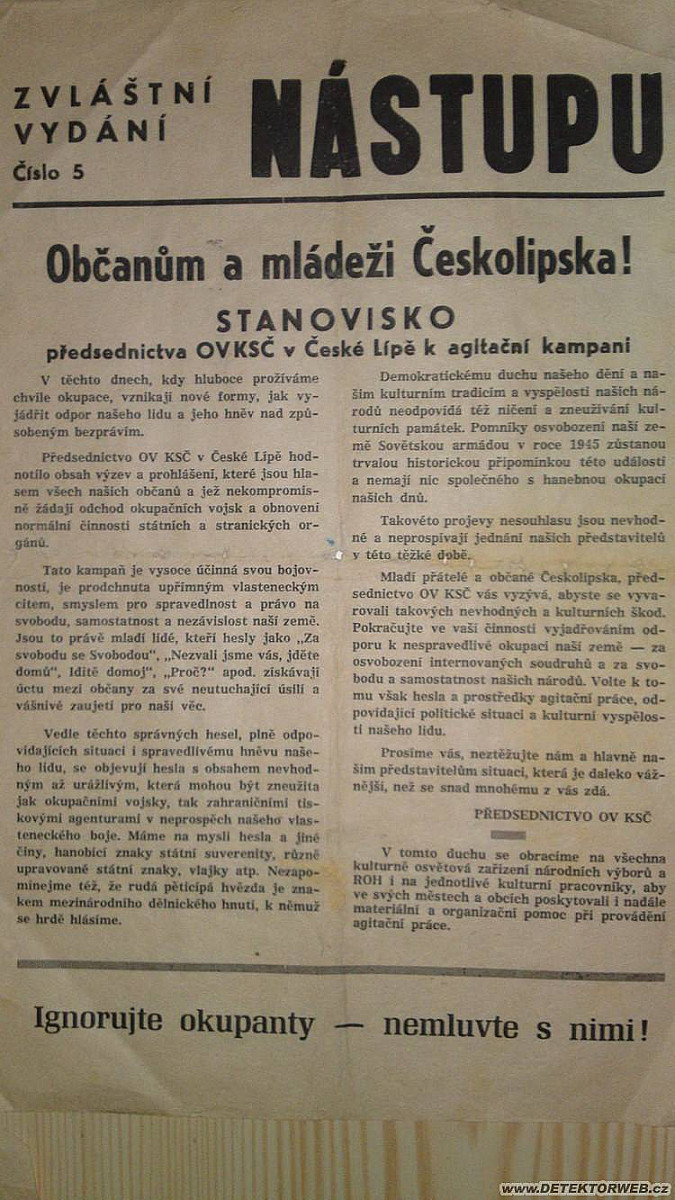 ZVLÁŠTNÍ
VYDÁNÍ
Číslo 5
NÁSTUPU
Občanům a mládeži Českolipska!
STANOVISKO
předsednictva OVKSČ v České Lípě k agitační kampani
V těchto dnech, kdy hluboce prožíváme
chvíle okupace, vznikají nové formy, jak vy-
jádřit odpor našeho lidu a jeho hněv nad způ-
sobeným bezprávím.
Předsednictvo OV KSČ v České Lípě hod-
notilo obsah výzev a prohlášení, které jsou hla-
sem všech našich občanů a jež nekompromis-
ně žádají odchod okupačních vojsk a obnovení
normální činnosti státních a stranických or-
gánů.
Tato kampaň je vysoce účinná svou bojov-
ností, je prodchnuta upřímným vlasteneckým
citem, smyslem pro spravedlnost a právo na
svobodu, samostatnost a nezávislost naší země.
Jsou to právě mladí lidé, kteří hesly jako „Za
svobodu se Svobodou“, „Nezvali jsme vás, jděte
domů“, Iditě domoj“, „Proč?“ apod. získávají
úctu mezi občany za své neutuchající úsilí a
vášnivé zaujetí pro naši věc.
Vedle těchto správných hesel, plně odpo-
vídajících situaci i spravedlivému hněvu naše-
ho lidu, se objevují hesla s obsahem nevhod-
ným až urážlivým, která mohou být zneužita
jak okupačními vojsky, tak zahraničními tis-
kovými agenturami v neprospěch našeho vlas-
teneckého boje. Máme na mysli hesla a jiné
činy, hanobící znaky státní suverenity, různě
upravované státní znaky, vlajky atp. Nezapo-
mínejme též, že rudá pěticípá hvězda je zna-
kem mezinárodního dělnického hnutí, k němuž
se hrdě hlásíme.
Demokratickému duchu našeho dění a na-
šim kulturním tradicím a vyspělosti našich ná-
rodů neodpovídá též ničení a zneužívání kul-
turních památek. Pomníky osvobození naší ze-
mě Sovětskou armádou v roce 1945 zůstanou
trvalou historickou připomínkou této události
a nemají nic společného s hanebnou okupací
našich dnů.
Takovéto projevy nesouhlasu jsou nevhod-
né a neprospívají jednání našich představitelů
v této těžké době.
Mladí přátelé a občané Českolipska, před-
sednictvo OV KSČ vás vyzývá, abyste se vyva-
rovali takových nevhodných a kulturních škod.
Pokračujte ve vaší činnosti vyjadřováním od-
poru k nespravedlivé okupaci naší země — za
osvobození internovaných soudruhů a za svo-
bodu a samostatnost našich národů. Volte k to-
mu však hesla a prostředky agitační práce, od-
povídající politické situaci a kulturní vyspělos-
ti našeho lidu.
Prosíme vás, neztěžujte nám a hlavně na-
šim představitelům situaci, která je daleko váž-
nější, než se snad mnohému z vás zdá.
PŘEDSEDNICTVO OV KSČ
V tomto duchu se obracíme na všechna
kulturně osvětová zařízení národních výborů a
ROH i na jednotlivé kulturní pracovníky, aby
ve svých městech a obcích poskytovali i nadále
materiální a organizační pomoc při provádění
agitační práce.
Ignorujte okupanty — nemluvte s nimi!
www.DETEKTORWEB.cz